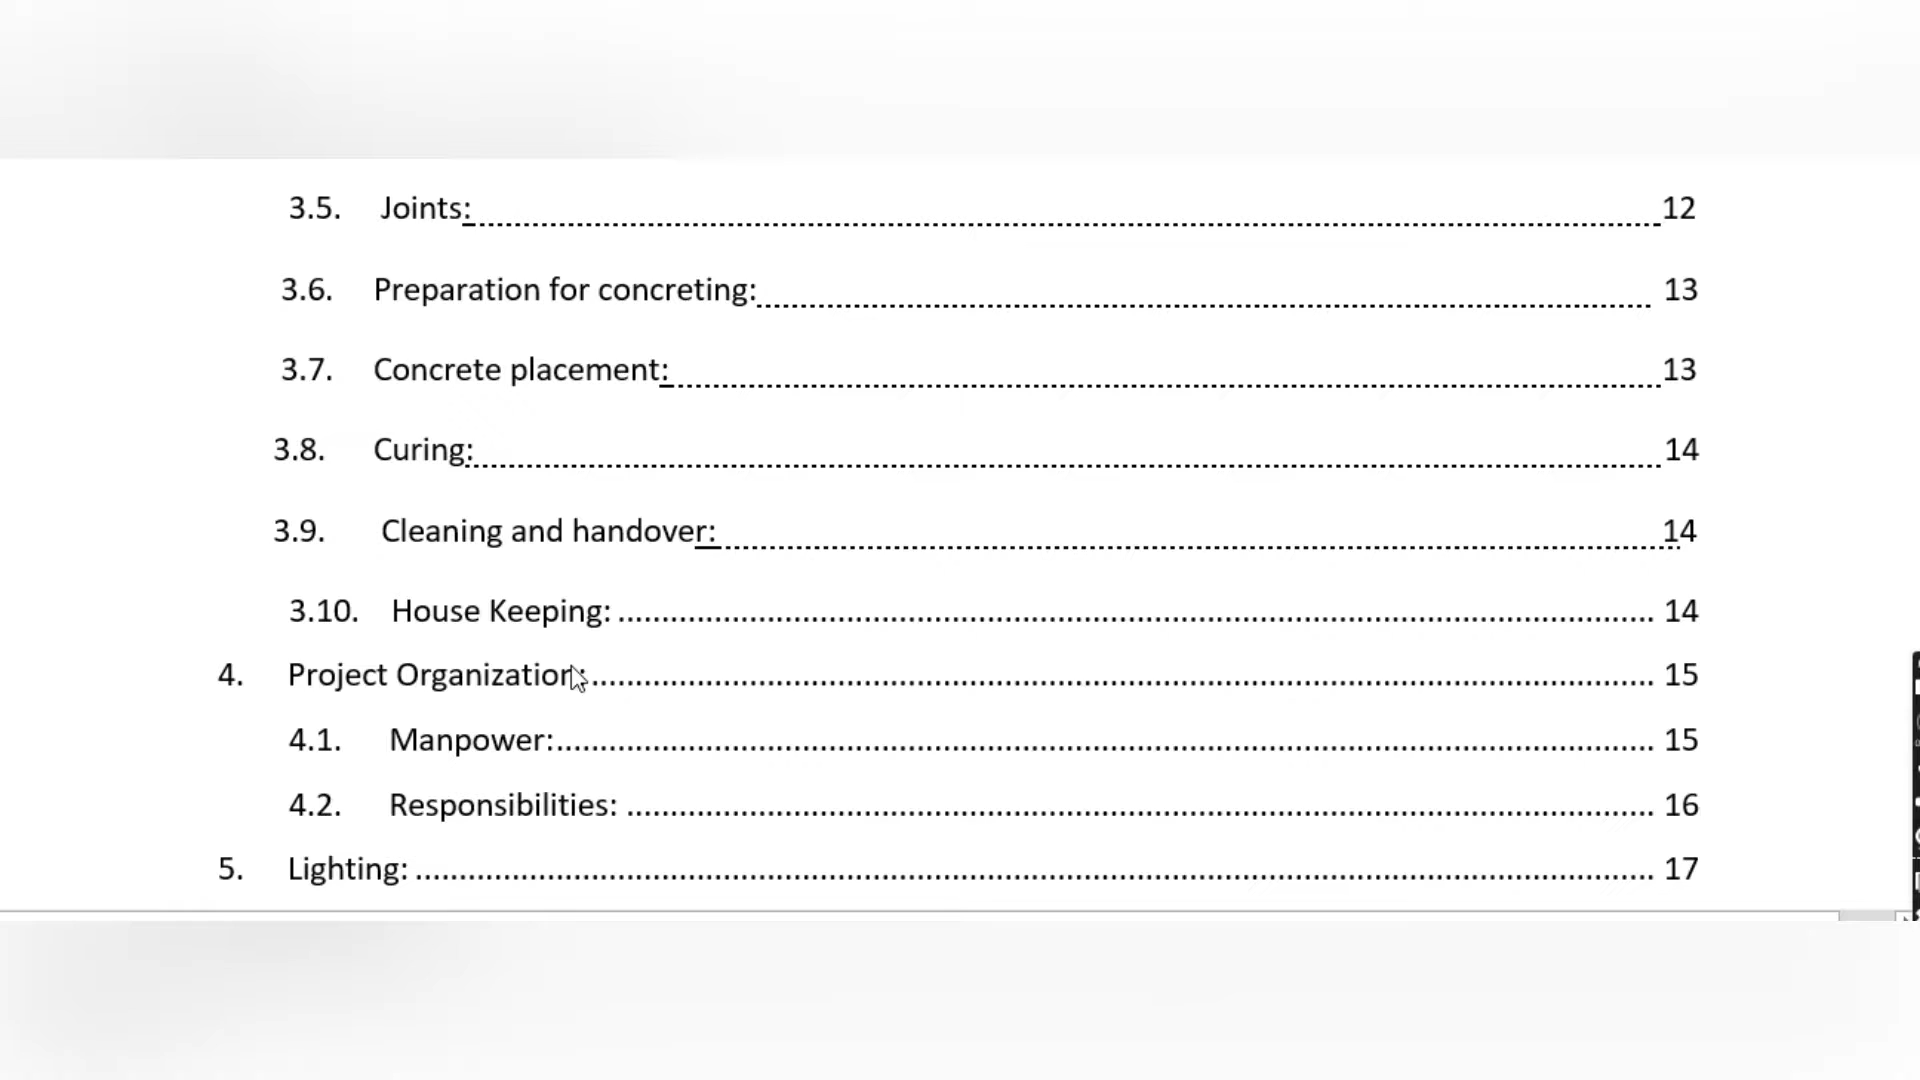 3.5. Joints: 12
3.6. Preparation for concreting: 13
3.7. Concrete placement: 13
3.8. Curing: 14
3.9. Cleaning and handover: 14
3.10. House Keeping: 14
4. Project Organization: 15
4.1. Manpower: 15
4.2. Responsibilities: 16
5. Lighting: 17